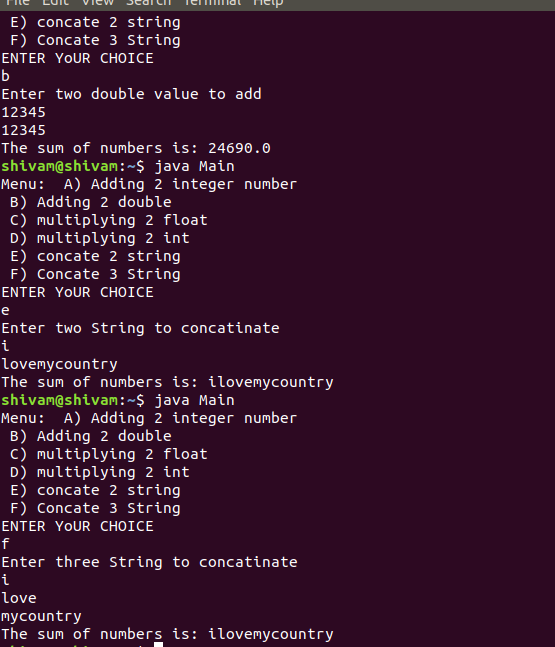 File Edit View Search Terminal Help
 E) concate 2 string
 F) Concate 3 String
ENTER YoUR CHOICE
b
Enter two double value to add
12345
12345
The sum of numbers is: 24690.0
shivam@shivam:~$ java Main
Menu:  A) Adding 2 integer number
 B) Adding 2 double
 C) multiplying 2 float
 D) multiplying 2 int
 E) concate 2 string
 F) Concate 3 String
ENTER YoUR CHOICE
e
Enter two String to concatinate
i
lovemycountry
The sum of numbers is: ilovemycountry
shivam@shivam:~$ java Main
Menu:  A) Adding 2 integer number
 B) Adding 2 double
 C) multiplying 2 float
 D) multiplying 2 int
 E) concate 2 string
 F) Concate 3 String
ENTER YoUR CHOICE
f
Enter three String to concatinate
i
love
mycountry
The sum of numbers is: ilovemycountry